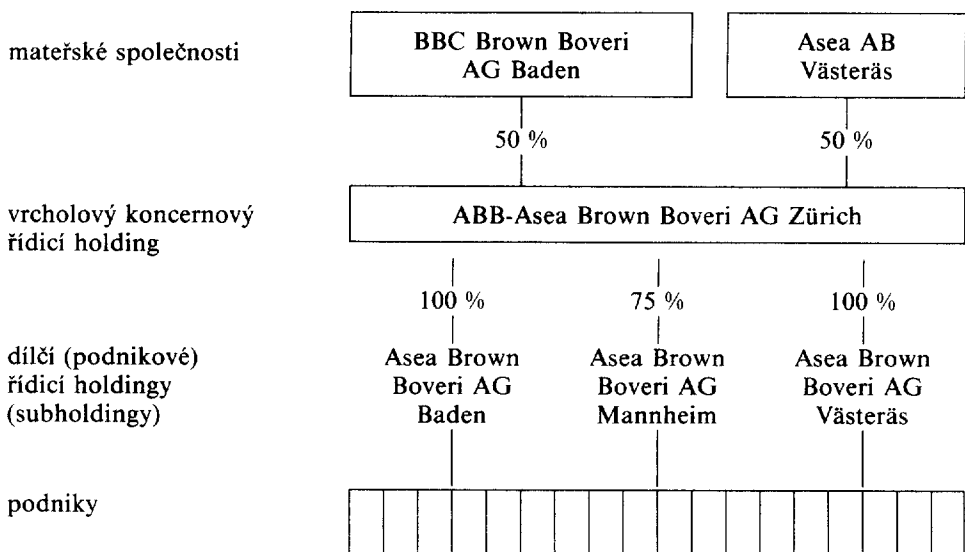 mateřské společnosti
BBC Brown Boveri
AG Baden
Asea AB
Västeräs
50 %
50 %
vrcholový koncernový
řídicí holding
ABB-Asea Brown Boveri AG Zürich
100 %
75 %
100 %
dílčí (podnikové)
řídicí holdingy
(subholdingy)
Asea Brown
Boveri AG
Baden
Asea Brown
Boveri AG
Mannheim
Asea Brown
Boveri AG
Västeräs
podniky